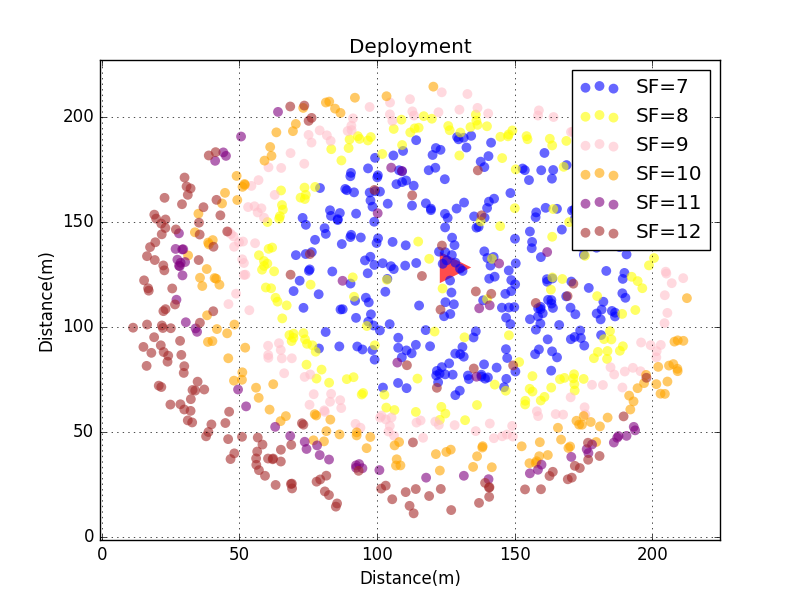 Deployment
Distance(m)
200
150
100
50
0
0
50
100
150
200
Distance(m)
SF=7
SF=8
SF=9
SF=10
SF=11
SF=12